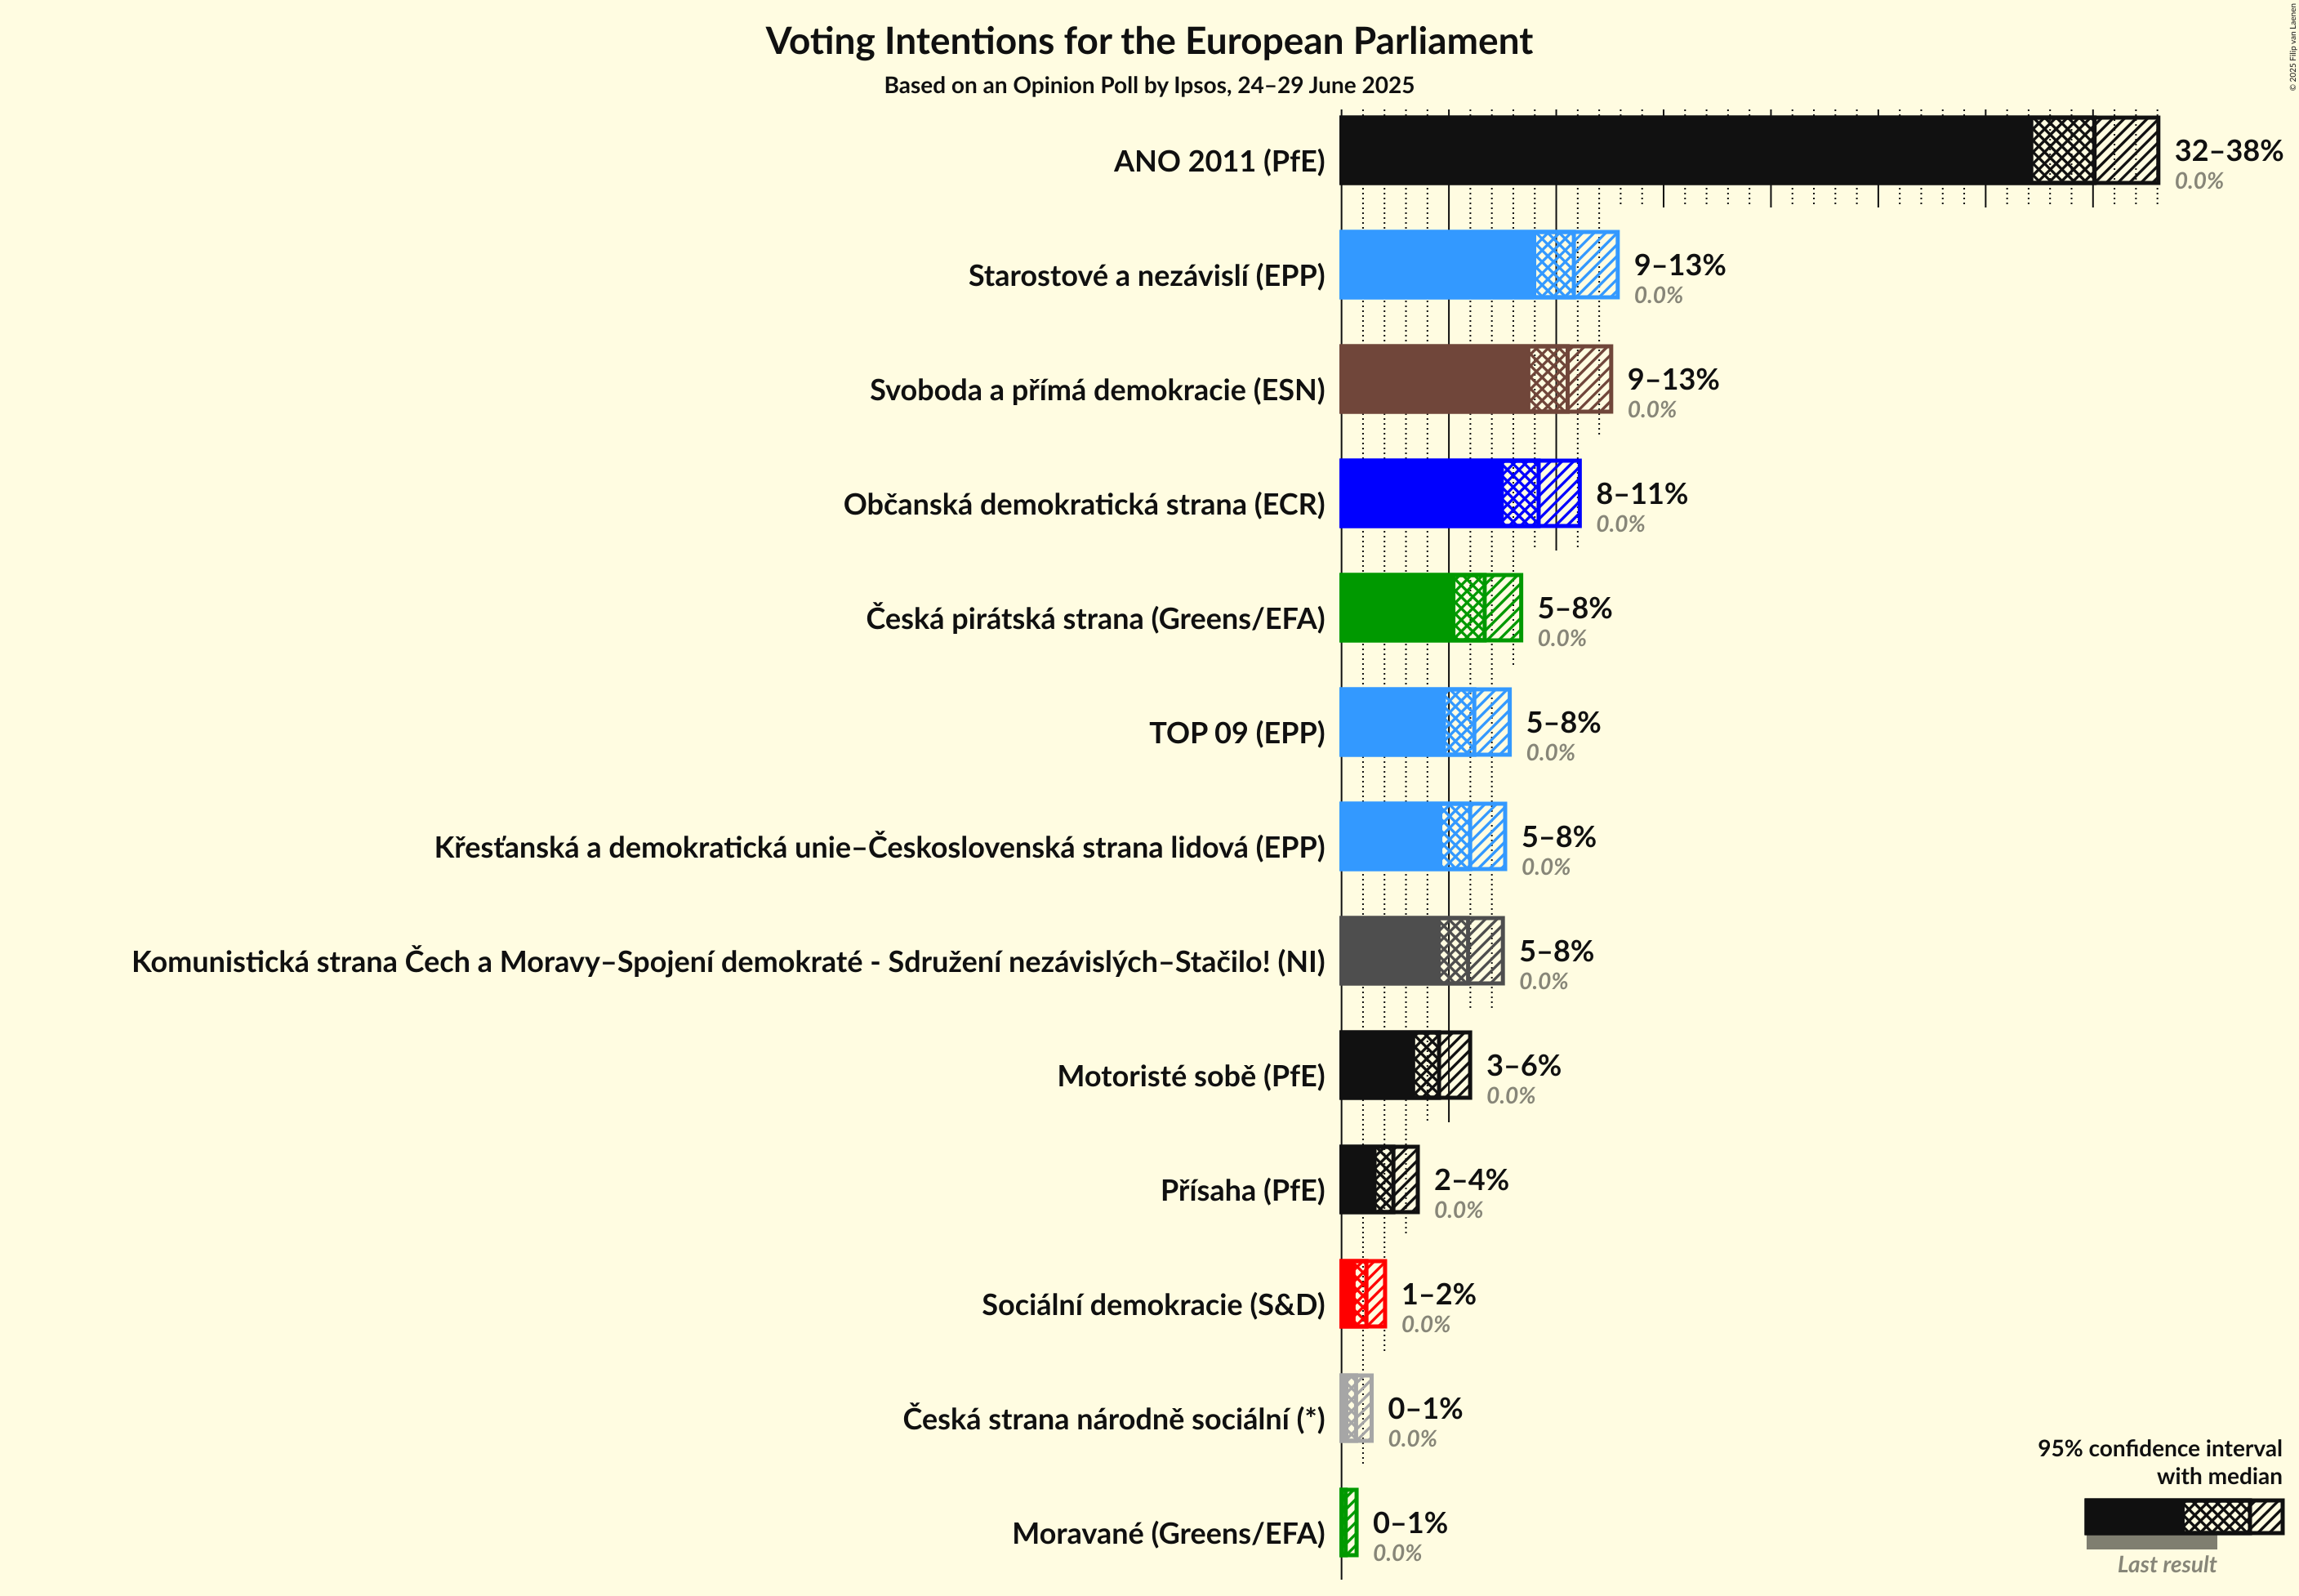 Voting Intentions for the European Parliament
Based on an Opinion Poll by Ipsos, 24–29 June 2025
© 2025 Filip van Laenen
ANO 2011 (PfE)
32–38%
0.0%
Starostové a nezávislí (EPP)
9–13%
0.0%
Svoboda a přímá demokracie (ESN)
9–13%
0.0%
Občanská demokratická strana (ECR)
8–11%
0.0%
Česká pirátská strana (Greens/EFA)
5–8%
0.0%
TOP 09 (EPP)
5–8%
0.0%
Křesťanská a demokratická unie–Československá strana lidová (EPP)
5–8%
0.0%
Komunistická strana Čech a Moravy–Spojení demokraté - Sdružení nezávislých–Stačilo! (NI)
5–8%
0.0%
Motoristé sobě (PfE)
3–6%
0.0%
Přísaha (PfE)
2–4%
0.0%
Sociální demokracie (S&D)
1–2%
0.0%
Česká strana národně sociální (*)
0–1%
0.0%
Moravané (Greens/EFA)
0–1%
0.0%
95% confidence interval
with median
Last result